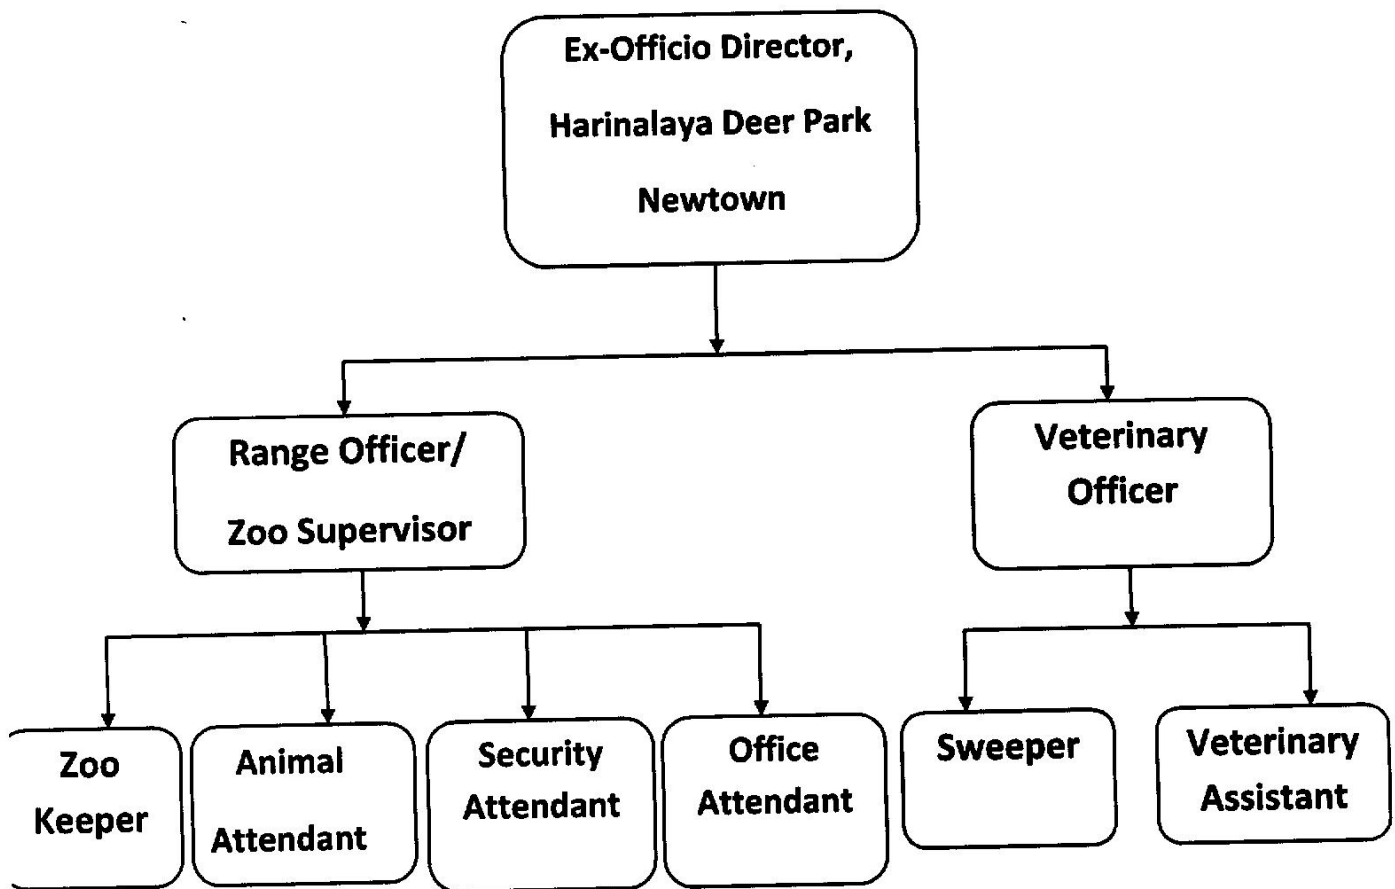 Ex-Officio Director,
Harinalaya Deer Park
Newtown
Range Officer/
Zoo Supervisor
Veterinary
Officer
Zoo
Keeper
Animal
Attendant
Security
Attendant
Office
Attendant
Sweeper
Veterinary
Assistant